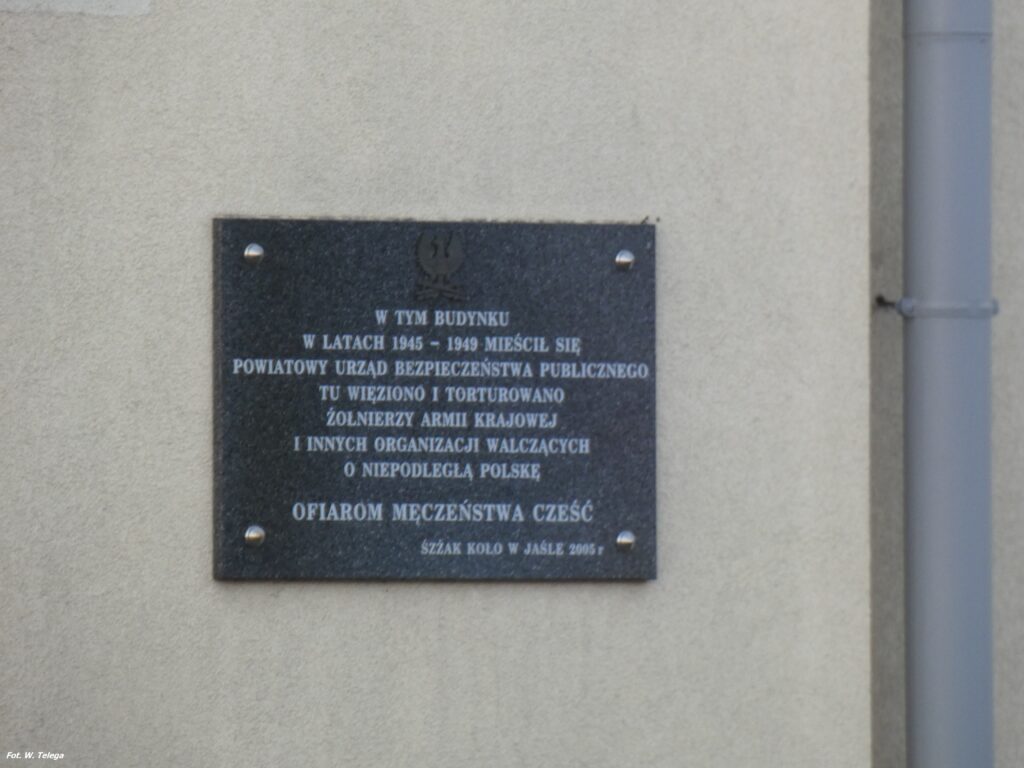 W TYM BUDYNKU
W LATACH 1945 - 1949 MIEŚCIŁ SIĘ
POWIATOWY URZĄD BEZPIECZEŃSTWA PUBLICZNEGO
TU WIĘZIONO I TORTUROWANO
ŻOŁNIERZY ARMII KRAJOWEJ
I INNYCH ORGANIZACJI WALCZĄCYCH
O NIEPODLEGŁĄ POLSKĘ
OFIAROM MĘCZEŃSTWA CZEŚĆ
ŚZŻAK KOŁO W JAŚLE 2005 r
Fot. W. Telega